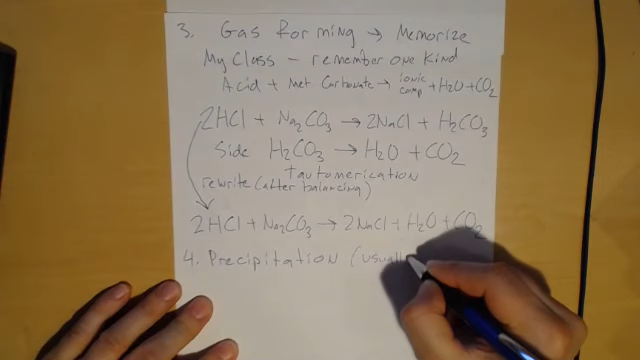 3. Gas Forming → Memorize
My Class – remember one kind
Acid + Met Carbonate → ionic comp + H₂O + CO₂
2HCl + Na₂CO₃ → 2NaCl + H₂CO₃
Side H₂CO₃ → H₂O + CO₂
tautomerication
rewrite (after balancing)
2HCl + Na₂CO₃ → 2NaCl + H₂O + CO₂
4. Precipitation (usuall